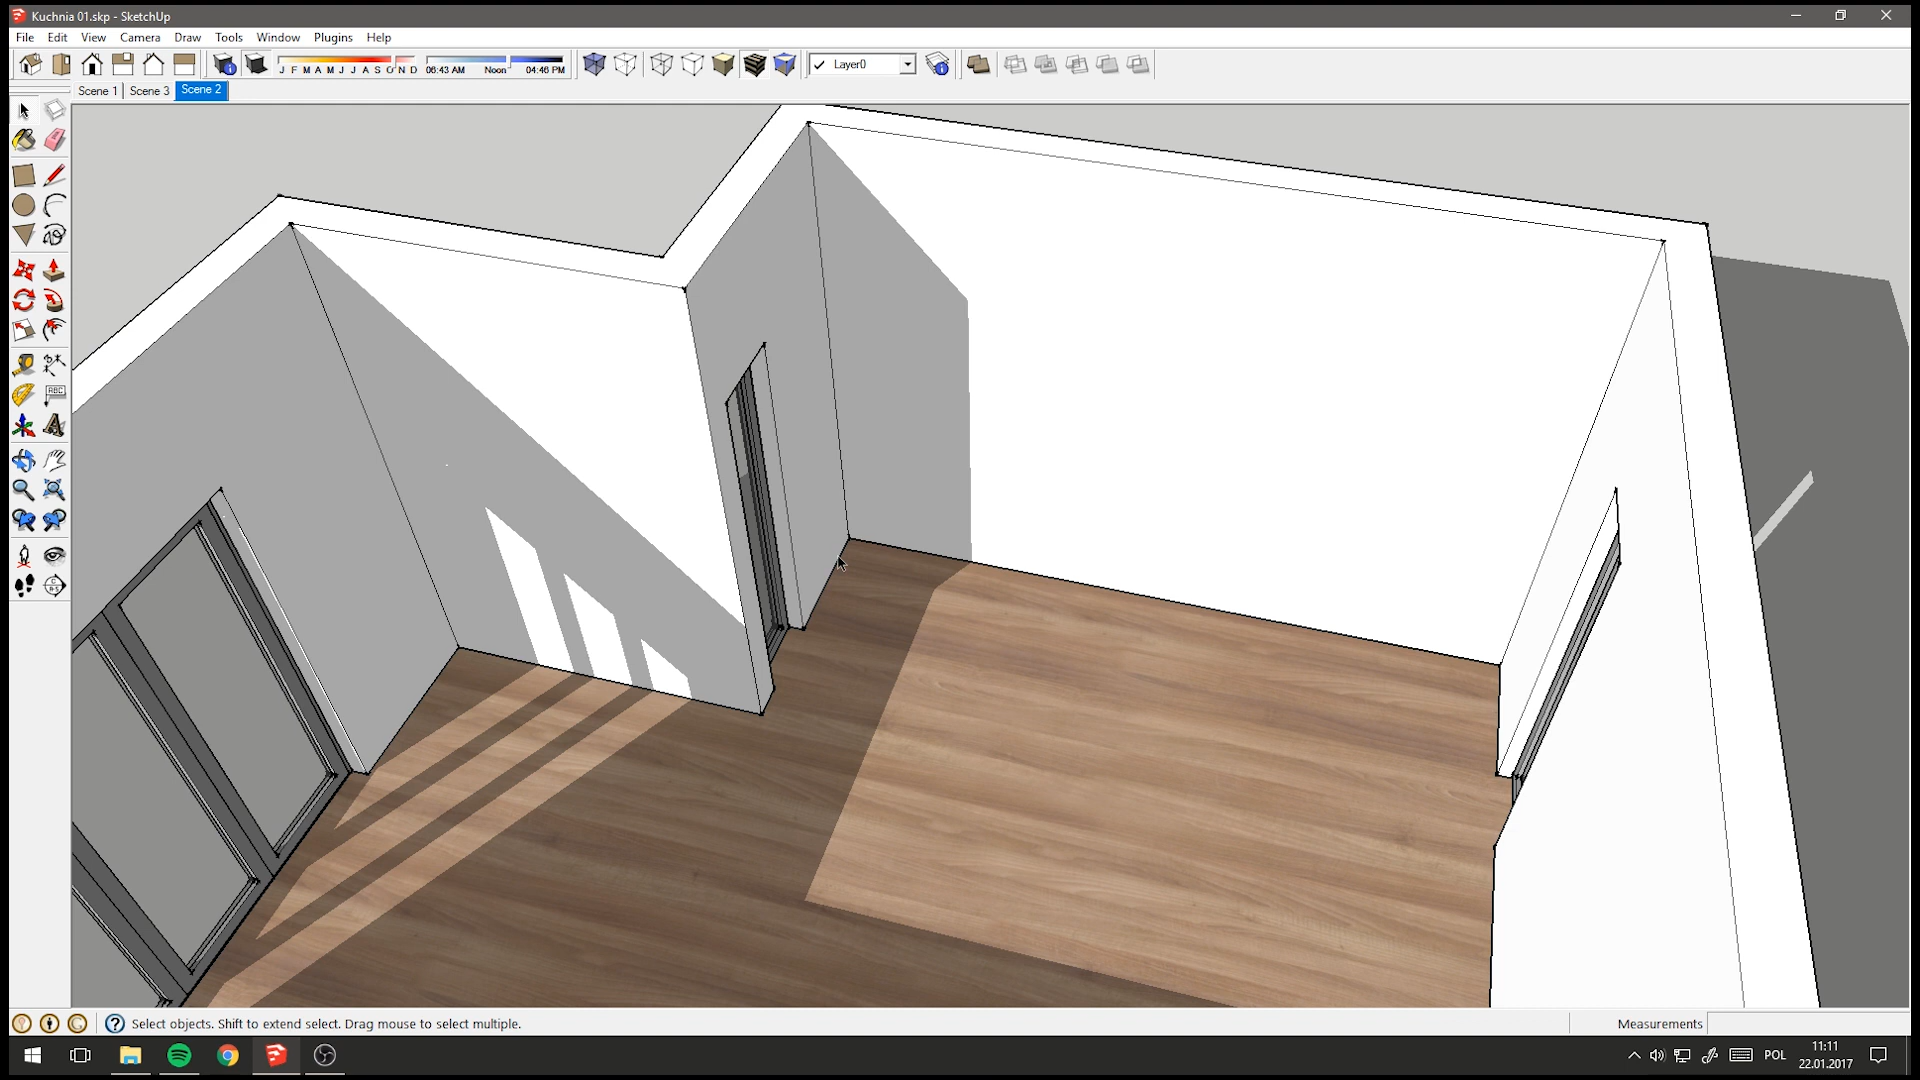 Kuchnia 01.skp - SketchUp
File Edit View Camera Draw Tools Window Plugins Help
J F M A M J J A S O N D 06:43 AM Noon 04:46 PM Layer0
Scene 1 Scene 3 Scene 2
ABC
Select objects. Shift to extend select. Drag mouse to select multiple. Measurements
POL 11:11
22.01.2017